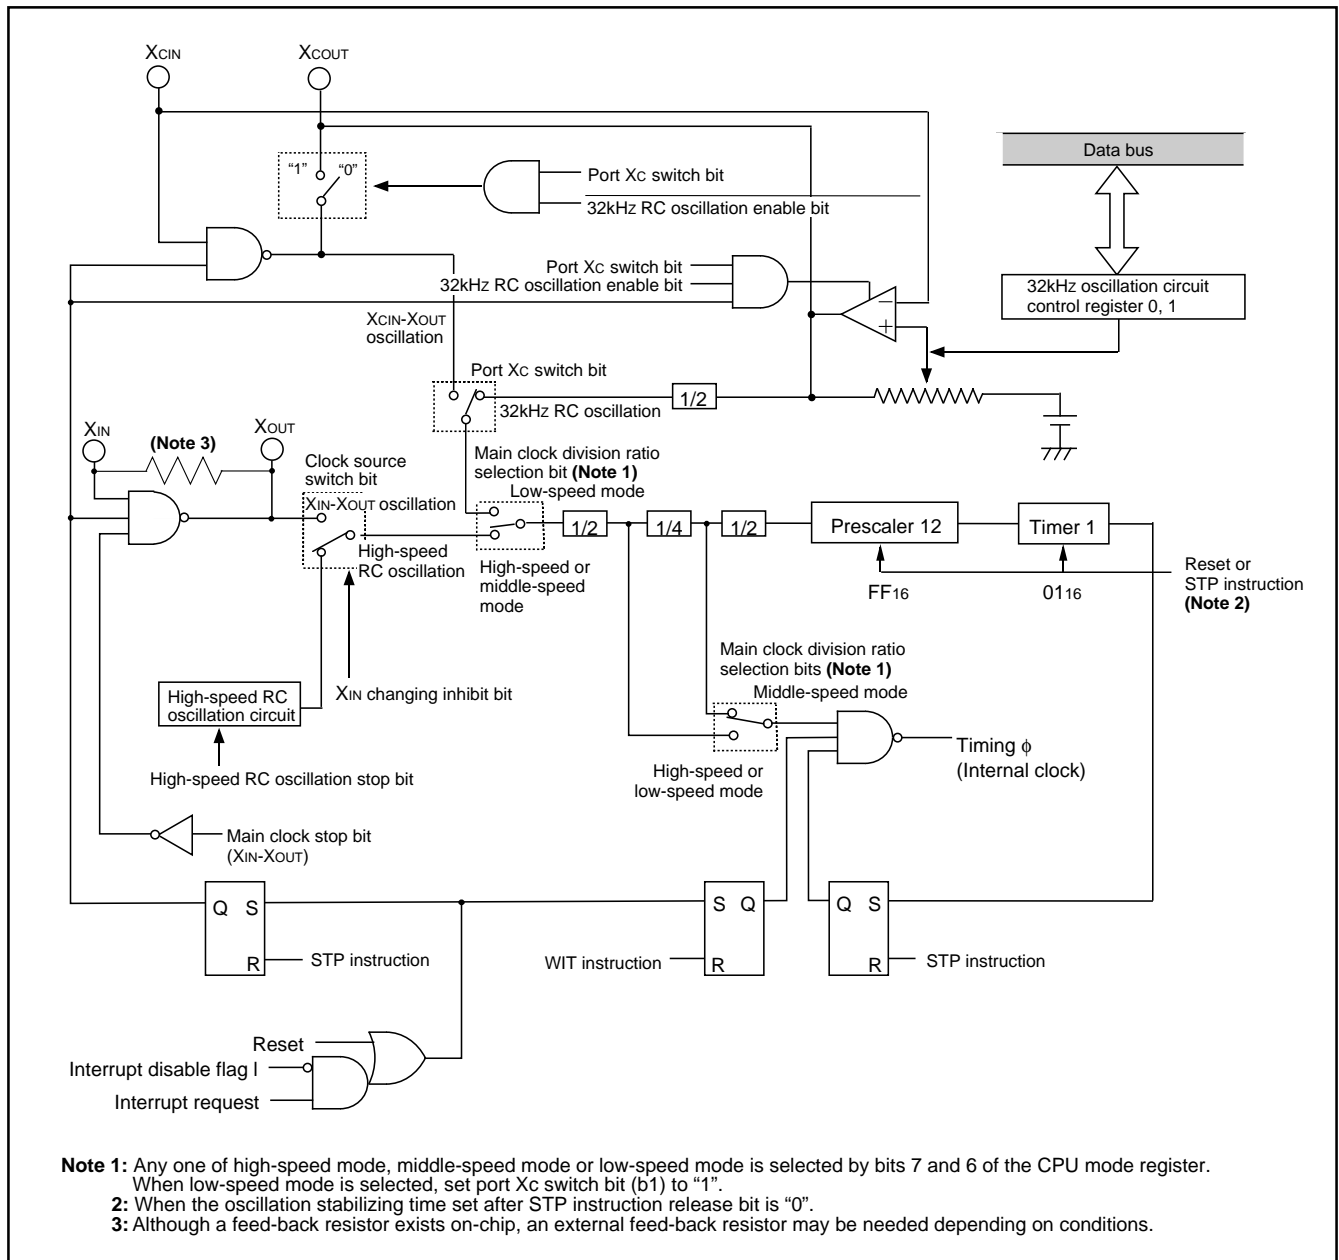 XCIN
XCOUT
Data bus
“1”
“0”
Port XC switch bit
32kHz RC oscillation enable bit
Port XC switch bit
32kHz RC oscillation enable bit
32kHz oscillation circuit
control register 0, 1
−
+
XCIN-XOUT
oscillation
Port XC switch bit
1/2
32kHz RC oscillation
XIN
(Note 3)
XOUT
Clock source
switch bit
XIN-XOUT oscillation
Main clock division ratio
selection bit (Note 1)
Low-speed mode
1/2
1/4
1/2
Prescaler 12
Timer 1
High-speed
RC oscillation
High-speed or
middle-speed
mode
FF16
0116
Reset or
STP instruction
(Note 2)
Main clock division ratio
selection bits (Note 1)
Middle-speed mode
High-speed RC
oscillation circuit
XIN changing inhibit bit
High-speed RC oscillation stop bit
High-speed or
low-speed mode
Timing ϕ
(Internal clock)
Main clock stop bit
(XIN-XOUT)
Q S
R
STP instruction
S Q
R
WIT instruction
Q S
R
STP instruction
Reset
Interrupt disable flag I
Interrupt request
Note 1: Any one of high-speed mode, middle-speed mode or low-speed mode is selected by bits 7 and 6 of the CPU mode register.
When low-speed mode is selected, set port Xc switch bit (b1) to “1”.
2: When the oscillation stabilizing time set after STP instruction release bit is “0”.
3: Although a feed-back resistor exists on-chip, an external feed-back resistor may be needed depending on conditions.